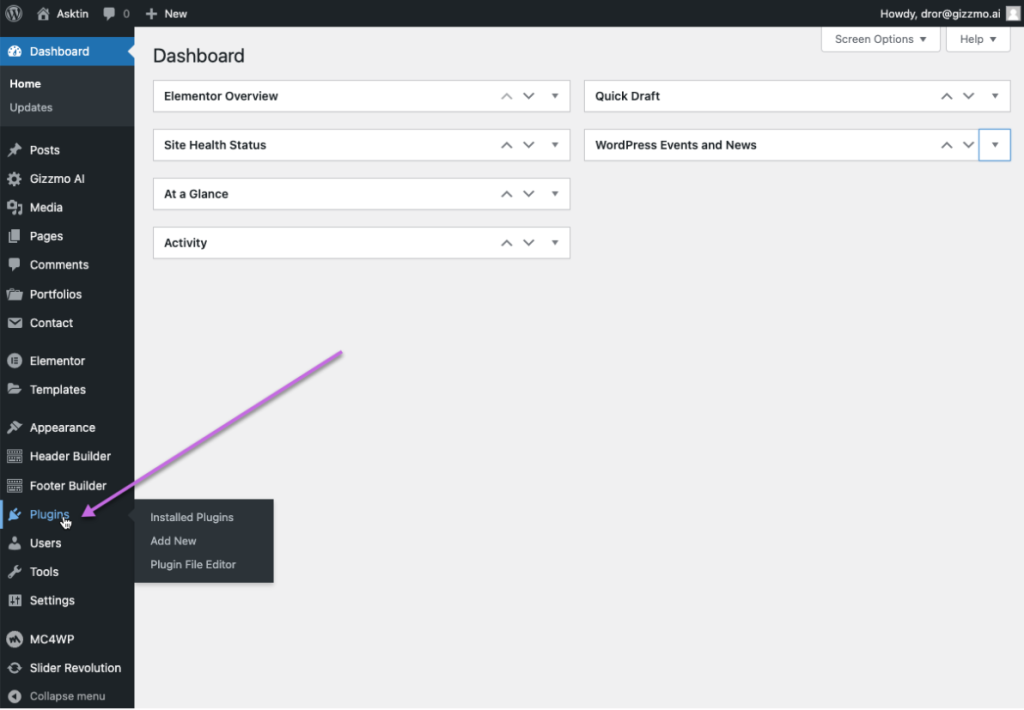 Asktin 0 + New
Howdy, dror@gizzmo.ai
Screen Options ▼
Help ▼
Dashboard
Home
Updates
Posts
Gizzmo AI
Media
Pages
Comments
Portfolios
Contact
Elementor
Templates
Appearance
Header Builder
Footer Builder
Plugins
Installed Plugins
Add New
Plugin File Editor
Users
Tools
Settings
MC4WP
Slider Revolution
Collapse menu
Dashboard
Elementor Overview
Site Health Status
At a Glance
Activity
Quick Draft
WordPress Events and News